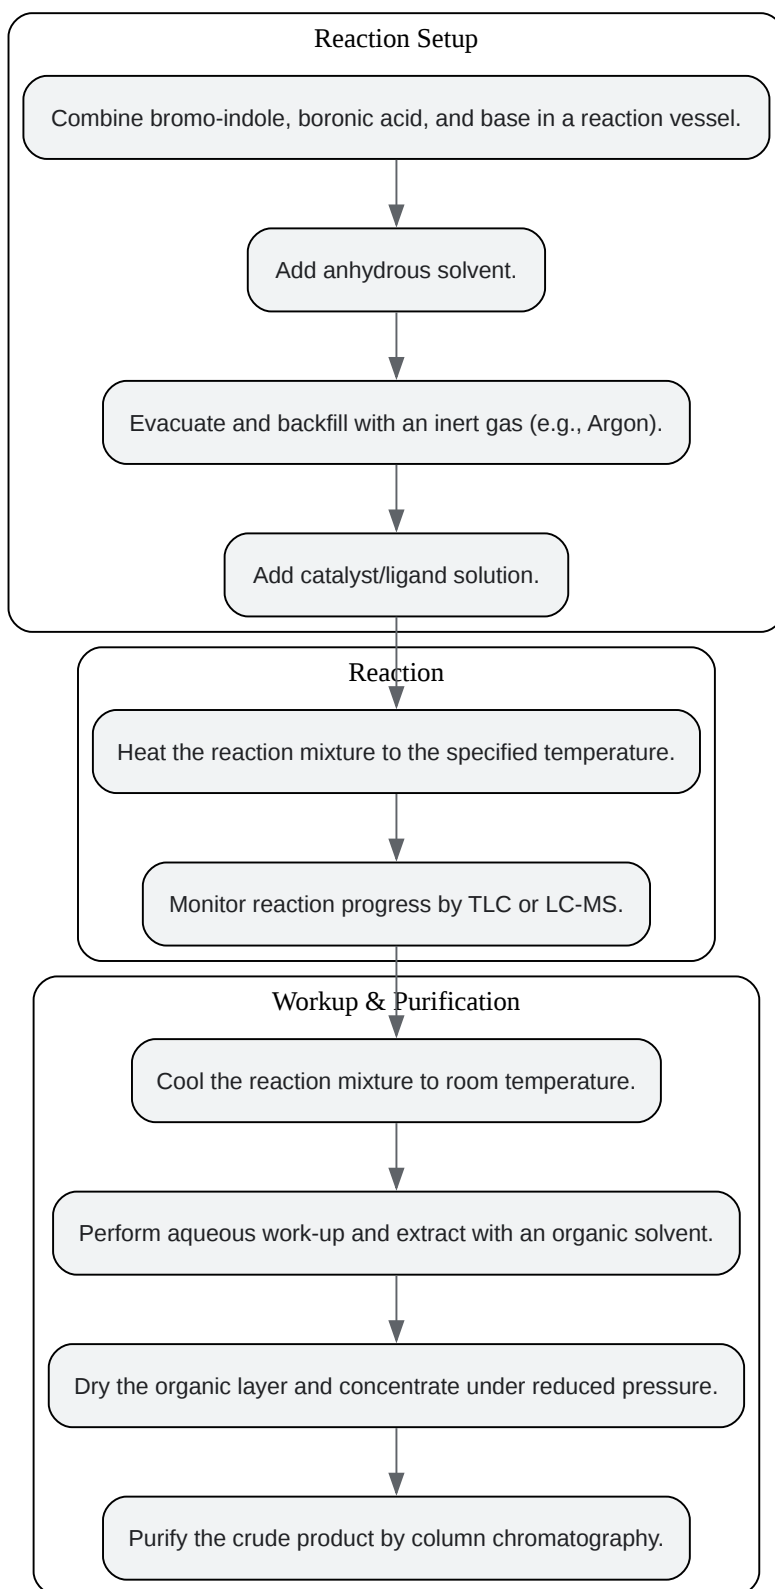 Reaction Setup
Combine bromo-indole, boronic acid, and base in a reaction vessel.
Add anhydrous solvent.
Evacuate and backfill with an inert gas (e.g., Argon).
Add catalyst/ligand solution.
Reaction
Heat the reaction mixture to the specified temperature.
Monitor reaction progress by TLC or LC-MS.
Workup & Purification
Cool the reaction mixture to room temperature.
Perform aqueous work-up and extract with an organic solvent.
Dry the organic layer and concentrate under reduced pressure.
Purify the crude product by column chromatography.